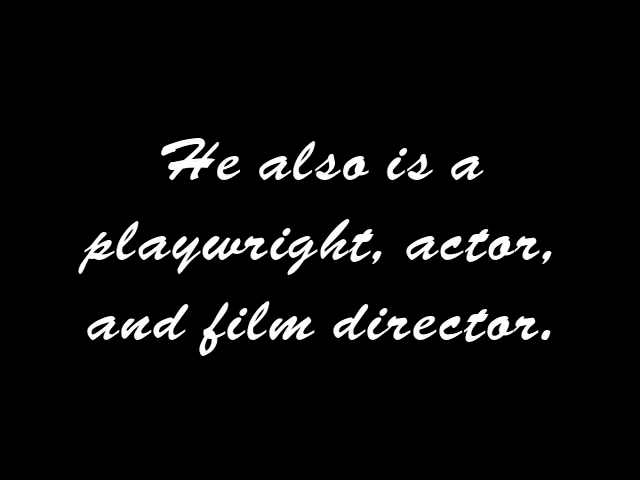 He also is a
playwright, actor,
and film director.